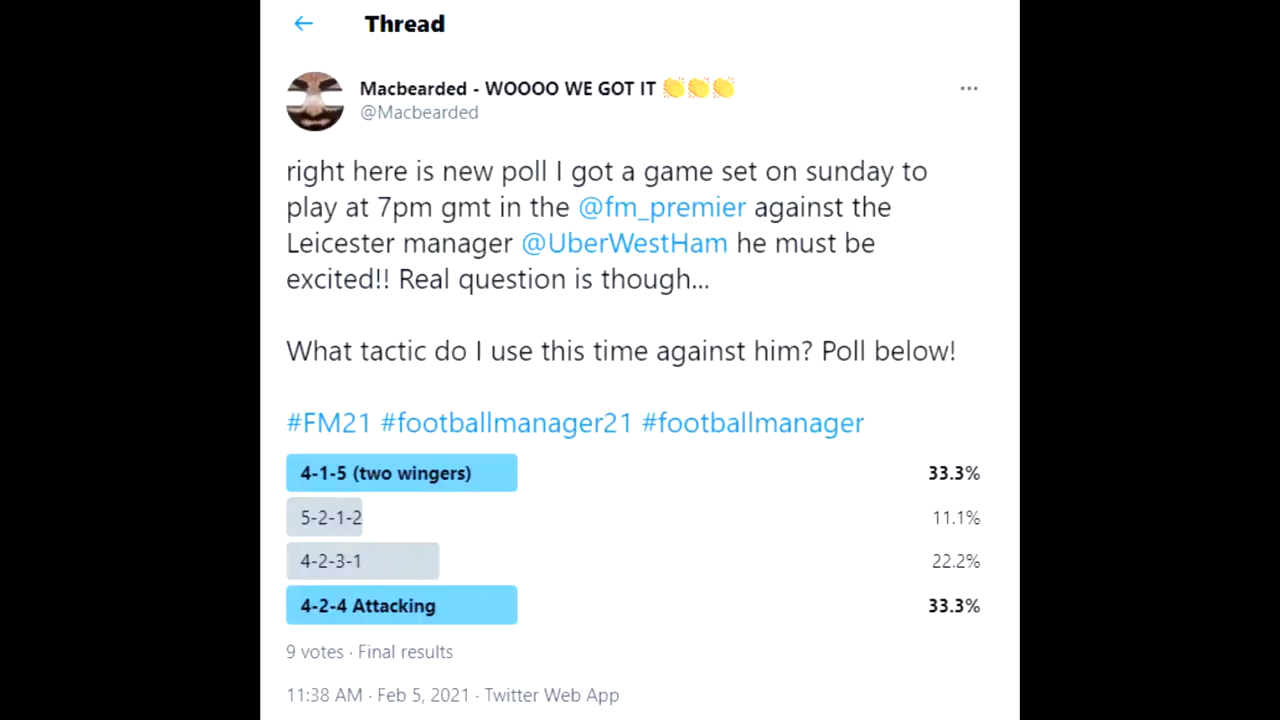 Thread
Macbearded - WOOOO WE GOT IT 👏👏👏
@Macbearded
right here is new poll I got a game set on sunday to
play at 7pm gmt in the @fm_premier against the
Leicester manager @UberWestHam he must be
excited!! Real question is though...
What tactic do I use this time against him? Poll below!
#FM21 #footballmanager21 #footballmanager
4-1-5 (two wingers) 33.3%
5-2-1-2 11.1%
4-2-3-1 22.2%
4-2-4 Attacking 33.3%
9 votes · Final results
11:38 AM · Feb 5, 2021 · Twitter Web App